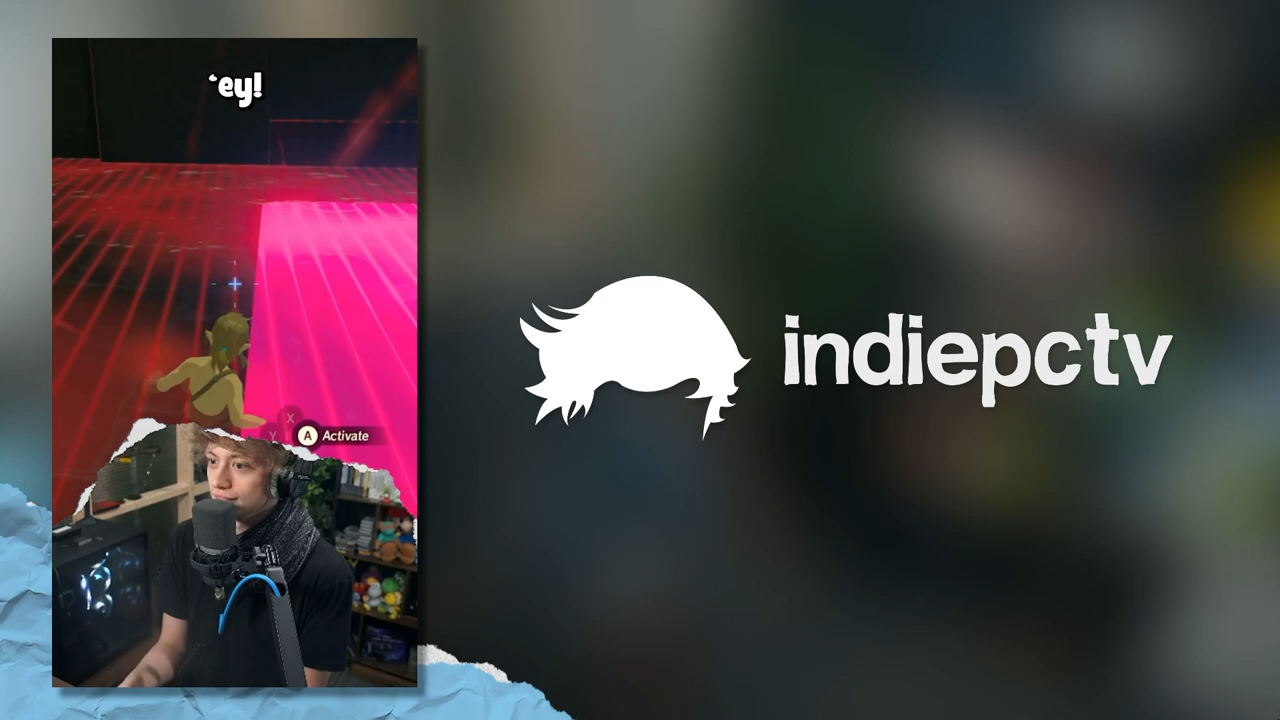 ‘ey!
X
Y
A Activate
indiepctv